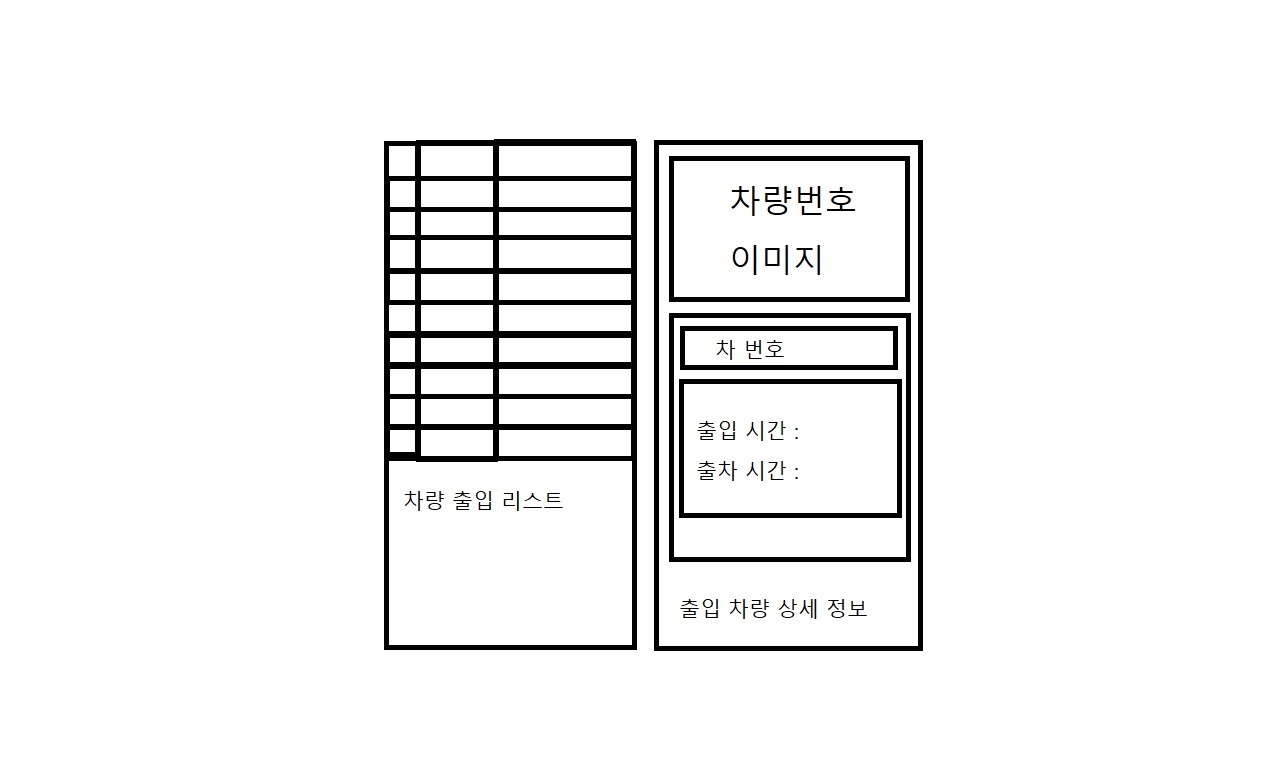 차량번호
이미지
차 번호
출입 시간 :
출차 시간 :
차량 출입 리스트
출입 차량 상세 정보